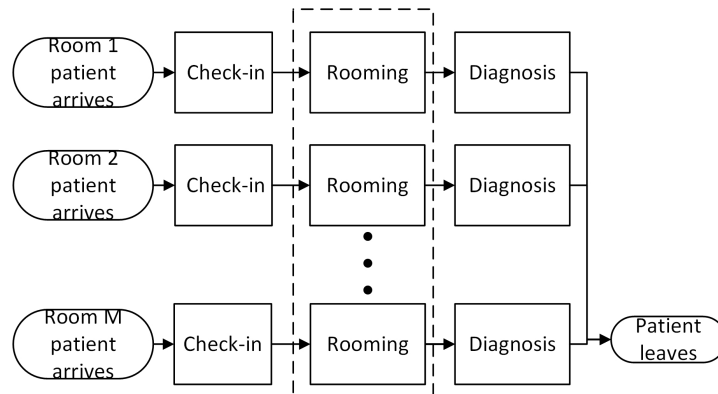 Room 1
patient
arrives
Check-in
Rooming
Diagnosis
Room 2
patient
arrives
Check-in
Rooming
Diagnosis
Room M
patient
arrives
Check-in
Rooming
Diagnosis
Patient
leaves